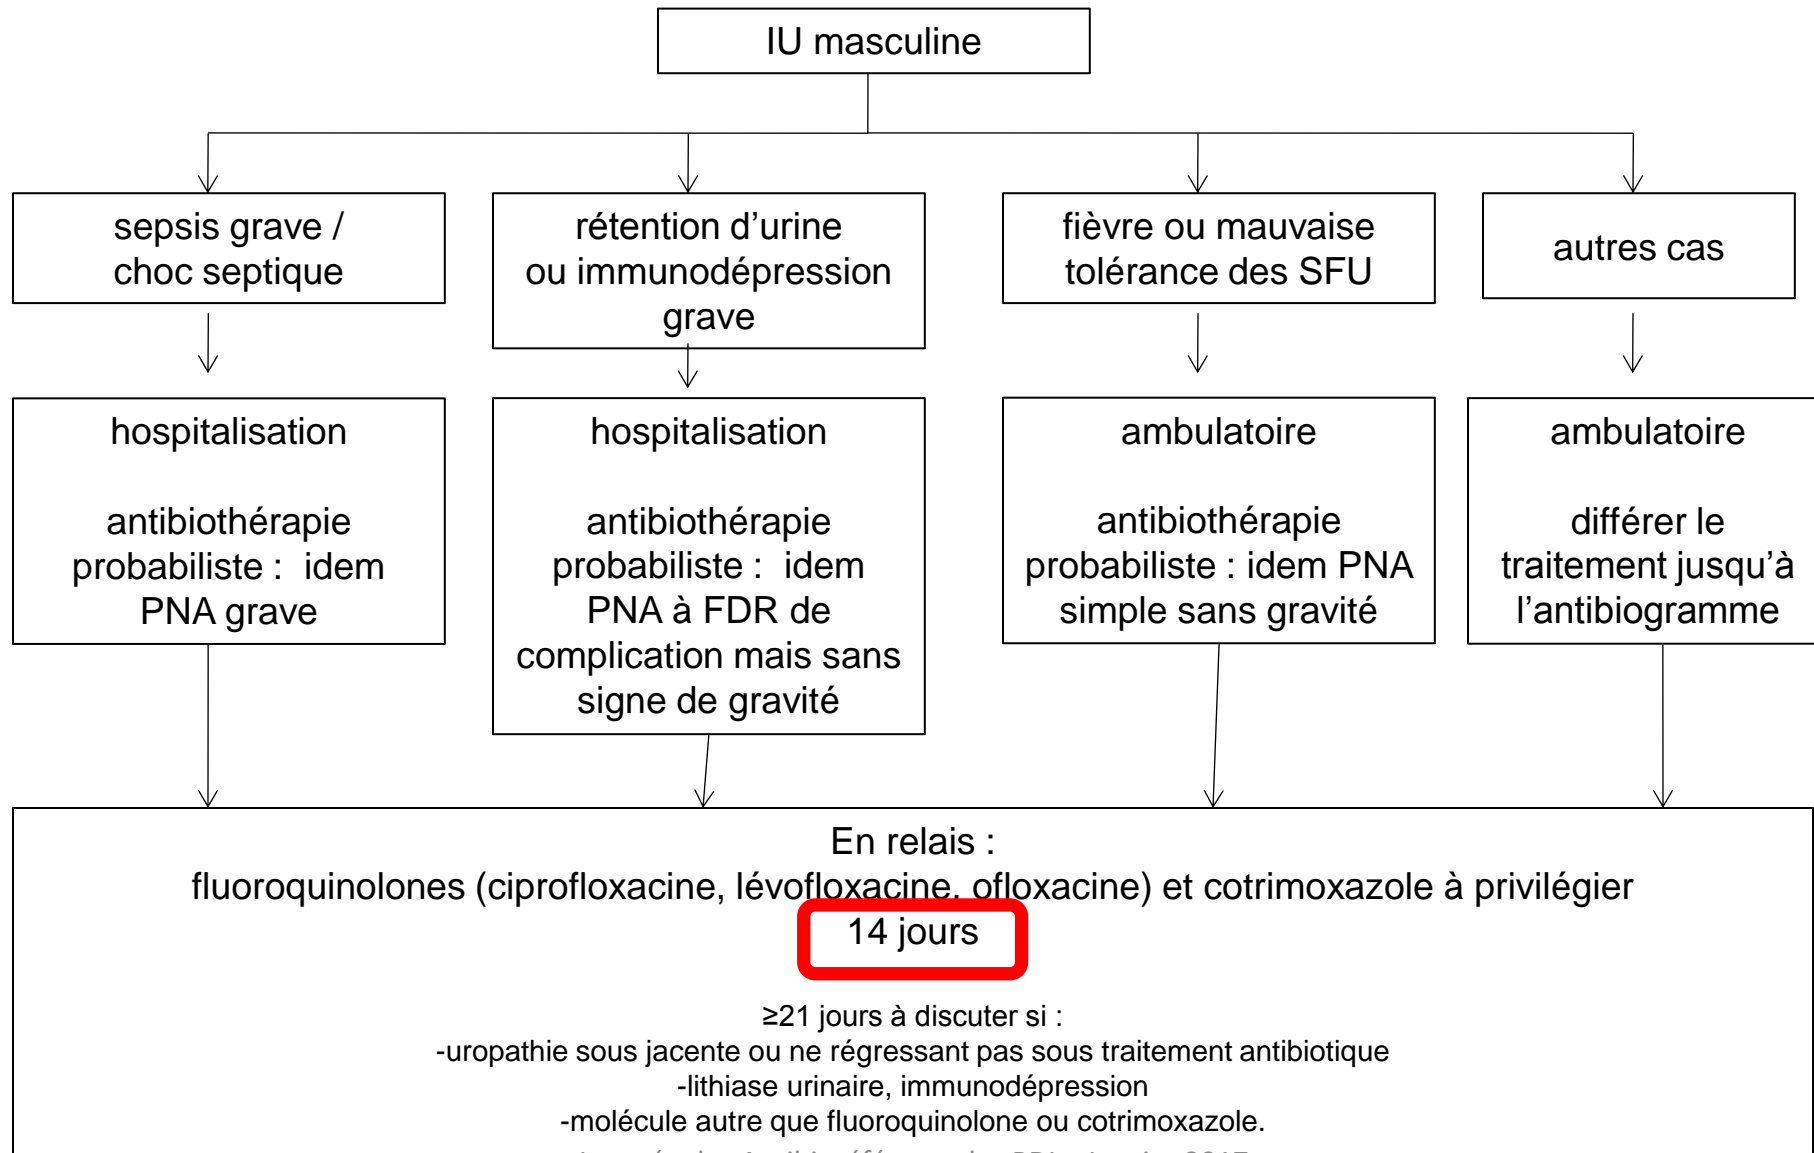 IU masculine
sepsis grave /
choc septique
rétention d’urine
ou immunodépression
grave
fièvre ou mauvaise
tolérance des SFU
autres cas
hospitalisation
antibiothérapie
probabiliste : idem
PNA grave
hospitalisation
antibiothérapie
probabiliste : idem
PNA à FDR de
complication mais sans
signe de gravité
ambulatoire
antibiothérapie
probabiliste : idem PNA
simple sans gravité
ambulatoire
différer le
traitement jusqu’à
l’antibiogramme
En relais :
fluoroquinolones (ciprofloxacine, lévofloxacine, ofloxacine) et cotrimoxazole à privilégier
14 jours
≥21 jours à discuter si :
-uropathie sous jacente ou ne régressant pas sous traitement antibiotique
-lithiase urinaire, immunodépression
-molécule autre que fluoroquinolone ou cotrimoxazole.